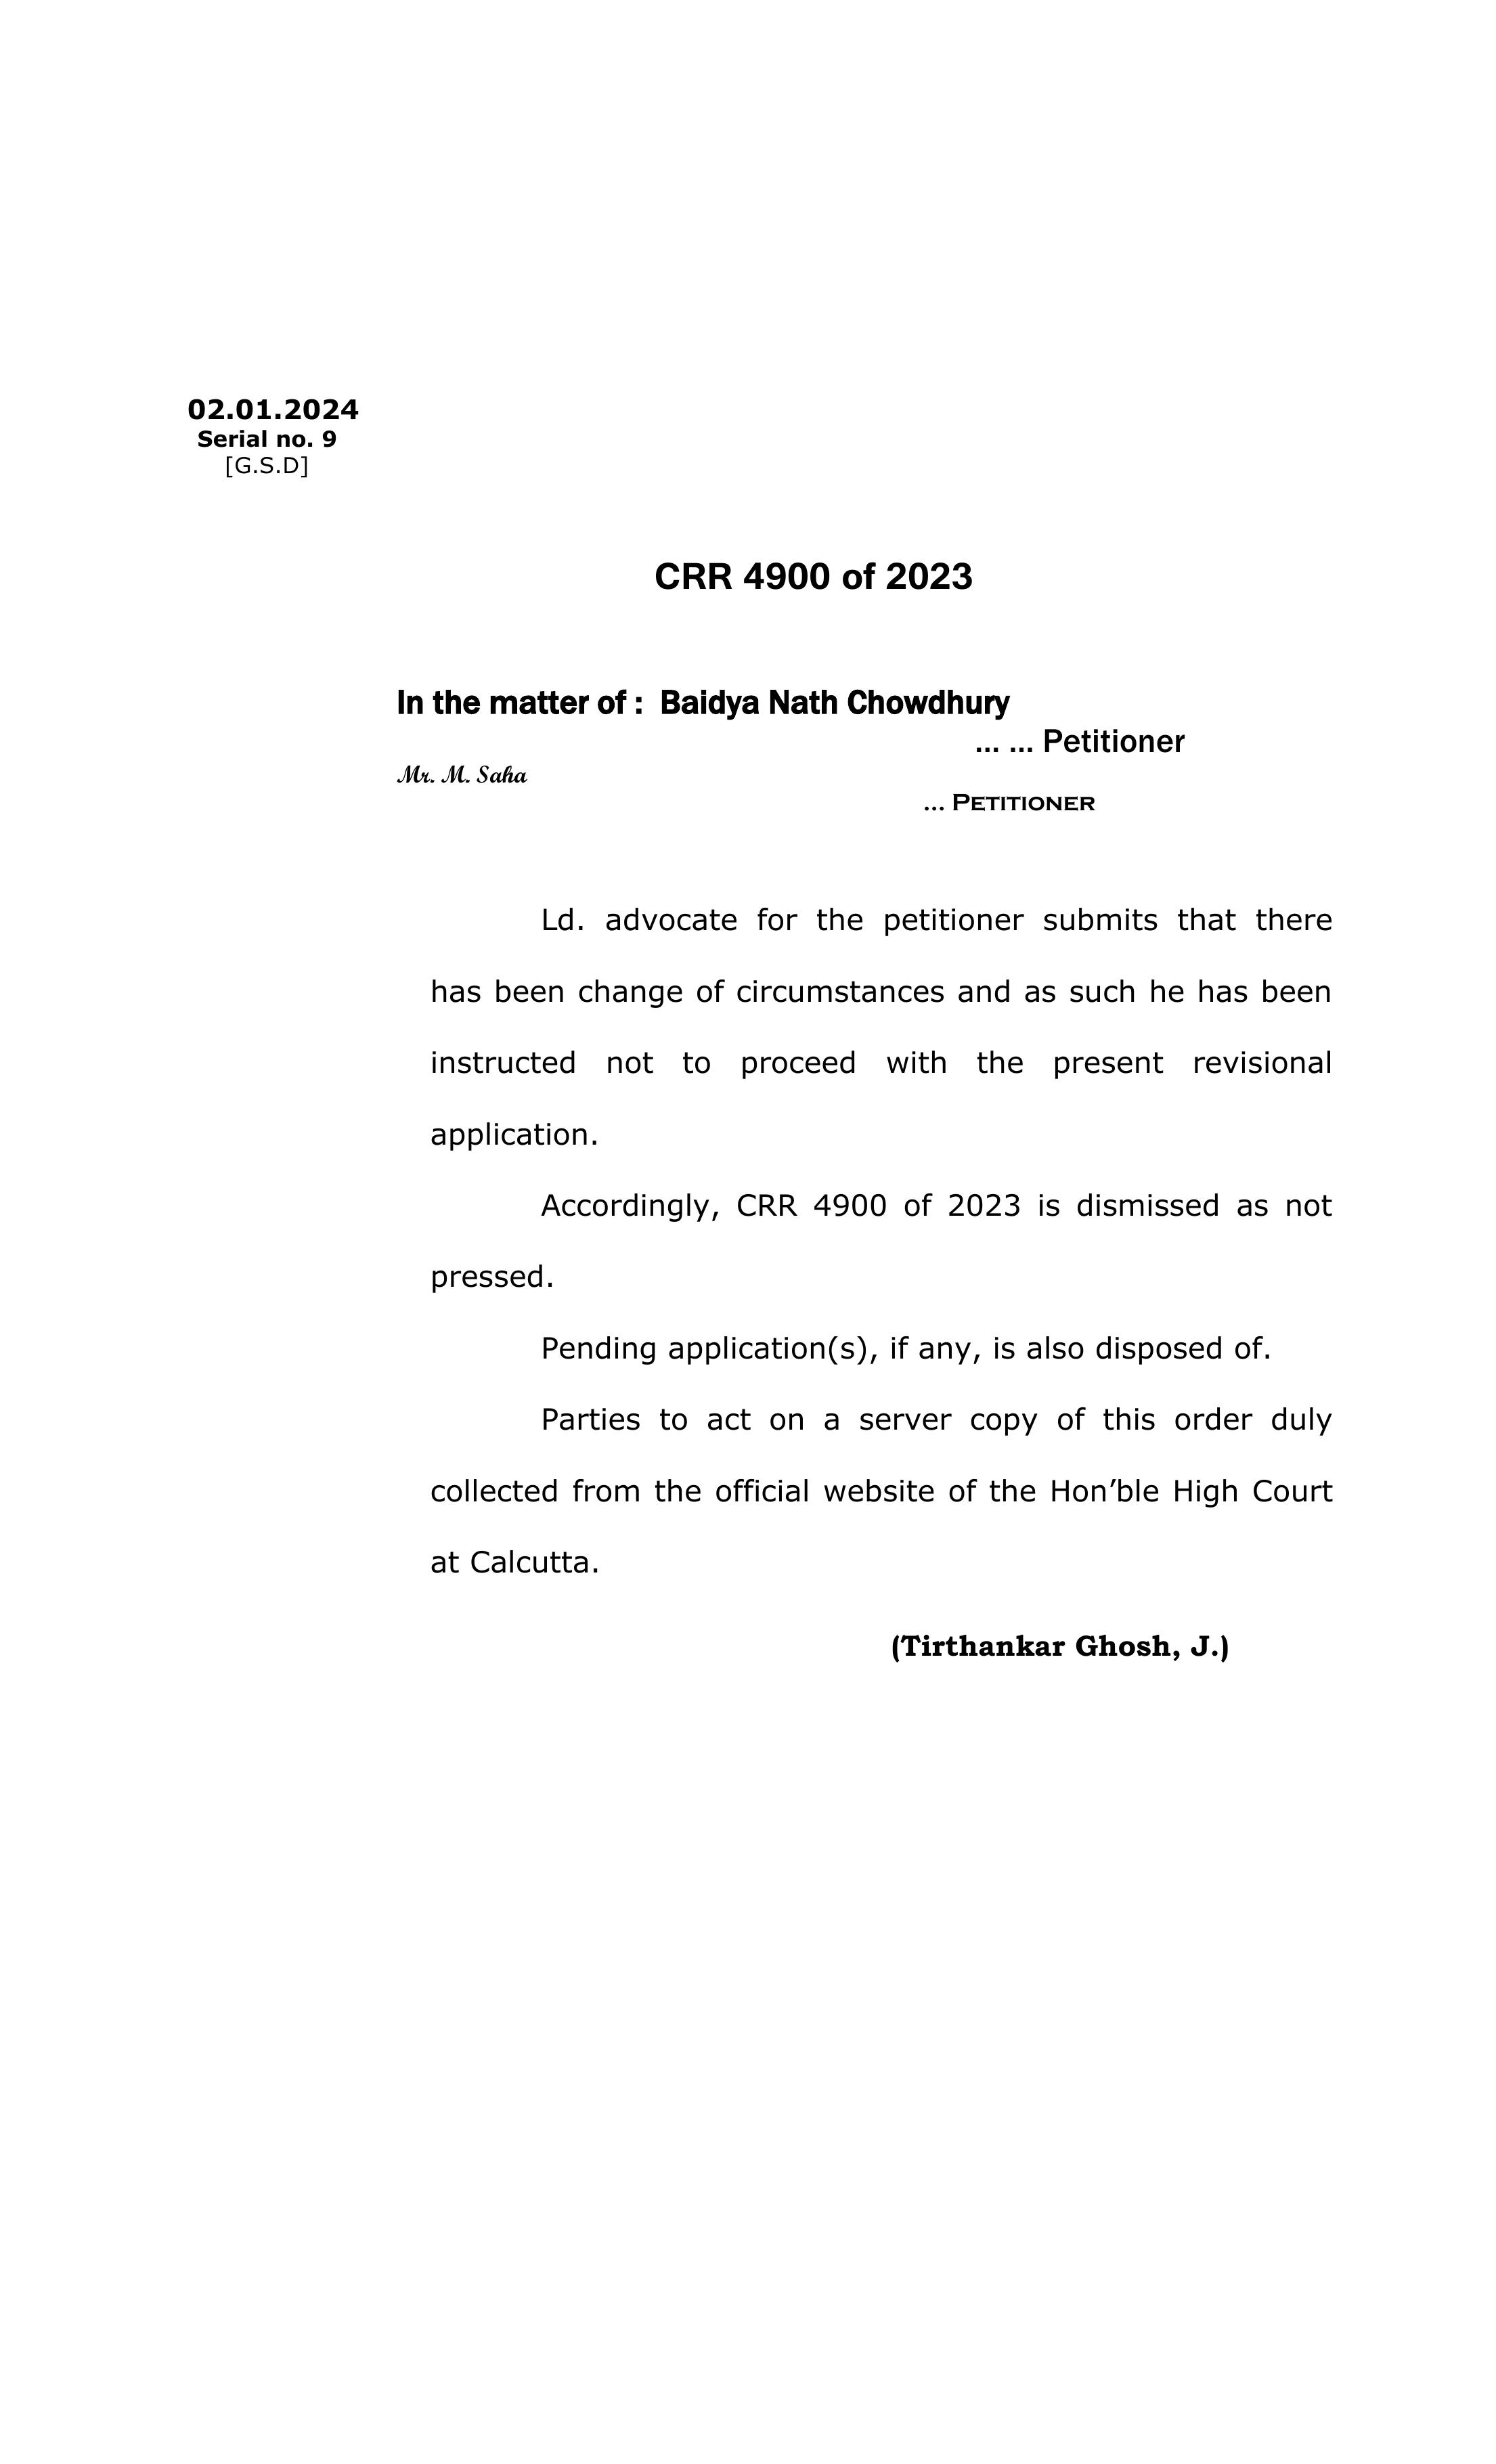 02.01.2024
Serial no. 9
[G.S.D]
CRR 4900 of 2023
In the matter of : Baidya Nath Chowdhury
... ... Petitioner
Mr. M. Saha
... PETITIONER
Ld. advocate for the petitioner submits that there
has been change of circumstances and as such he has been
instructed not to proceed with the present revisional
application.
Accordingly, CRR 4900 of 2023 is dismissed as not
pressed.
Pending application(s), if any, is also disposed of.
Parties to act on a server copy of this order duly
collected from the official website of the Hon’ble High Court
at Calcutta.
(Tirthankar Ghosh, J.)